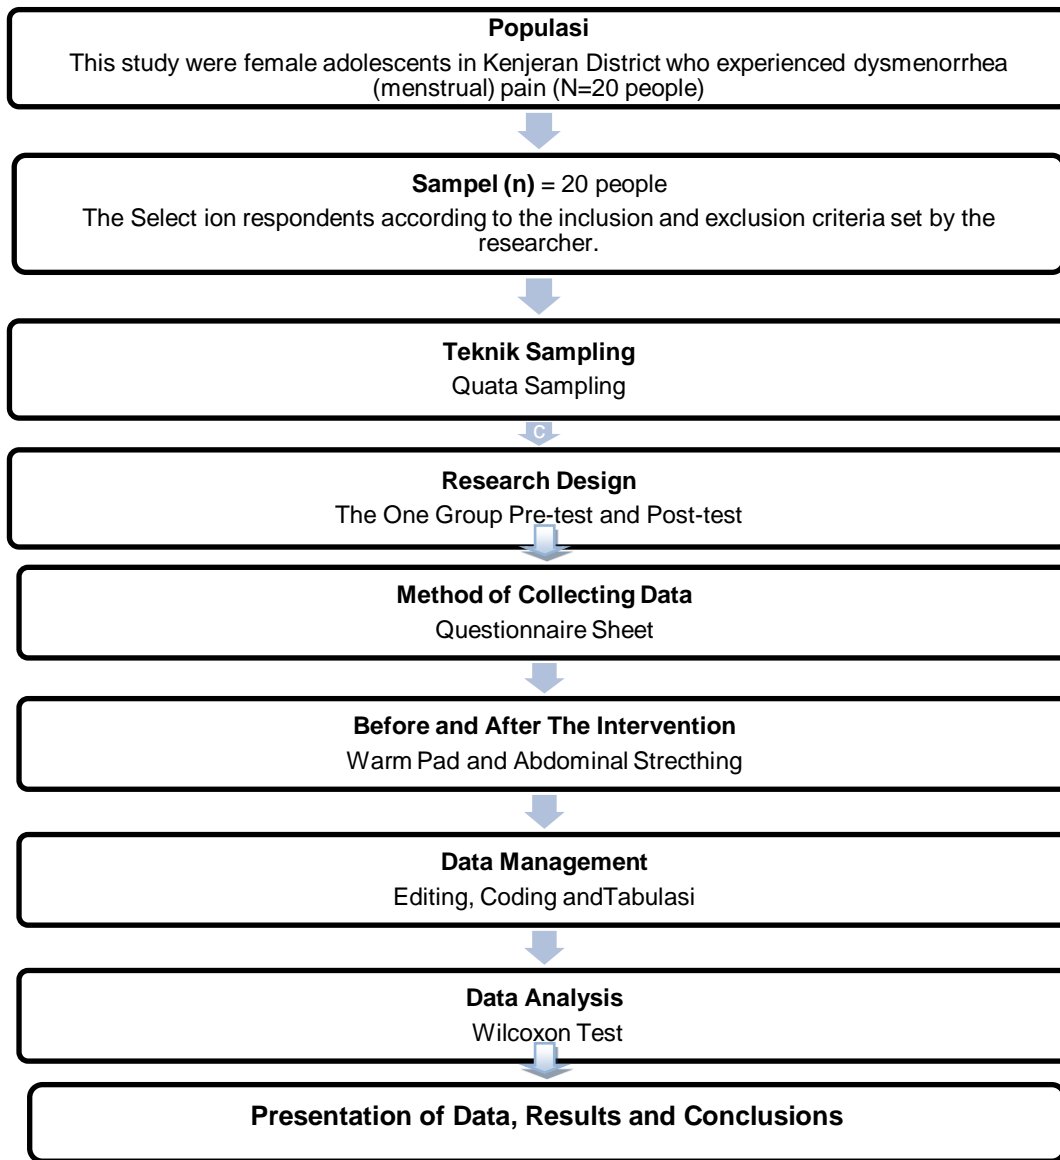 Populasi
This study were female adolescents in Kenjeran District who experienced dysmenorrhea
(menstrual) pain (N=20 people)
Sampel (n) = 20 people
The Select ion respondents according to the inclusion and exclusion criteria set by the
researcher.
Teknik Sampling
Quata Sampling
C
Research Design
The One Group Pre-test and Post-test
Method of Collecting Data
Questionnaire Sheet
Before and After The Intervention
Warm Pad and Abdominal Strecthing
Data Management
Editing, Coding andTabulasi
Data Analysis
Wilcoxon Test
Presentation of Data, Results and Conclusions